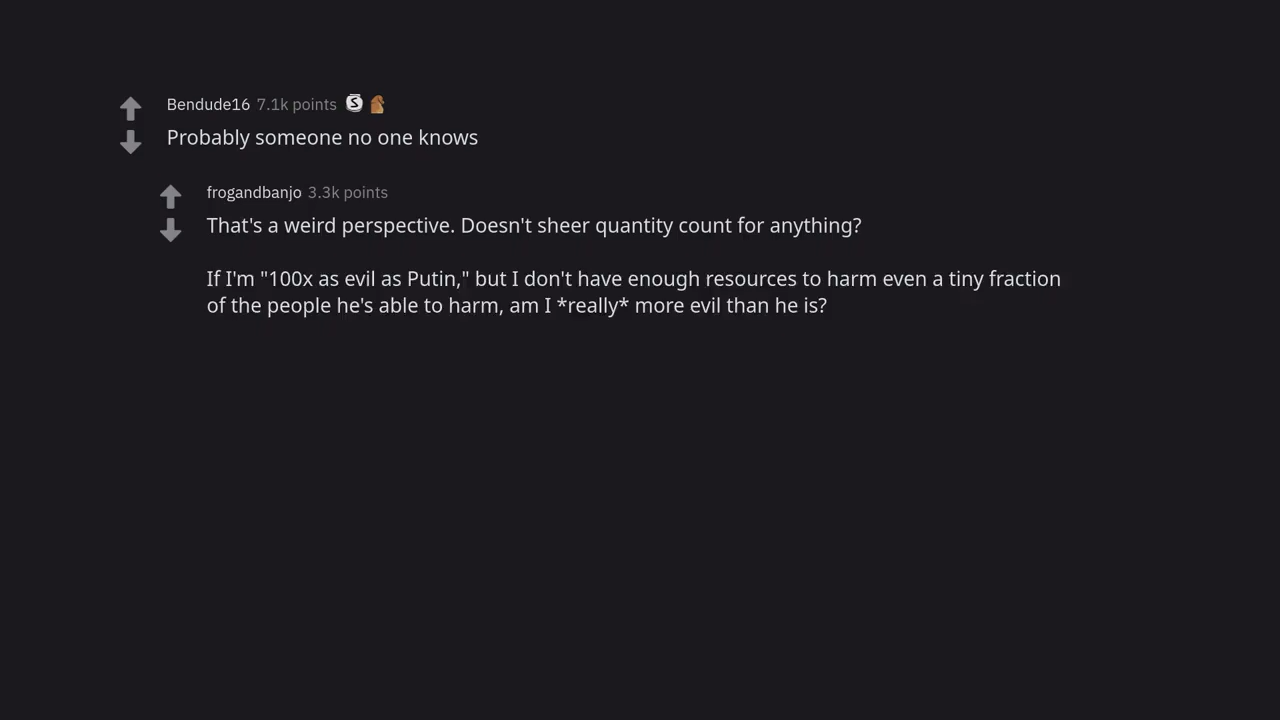 Bendude16 7.1k points
Probably someone no one knows
frogandbanjo 3.3k points
That's a weird perspective. Doesn't sheer quantity count for anything?
If I'm "100x as evil as Putin," but I don't have enough resources to harm even a tiny fraction
of the people he's able to harm, am I *really* more evil than he is?